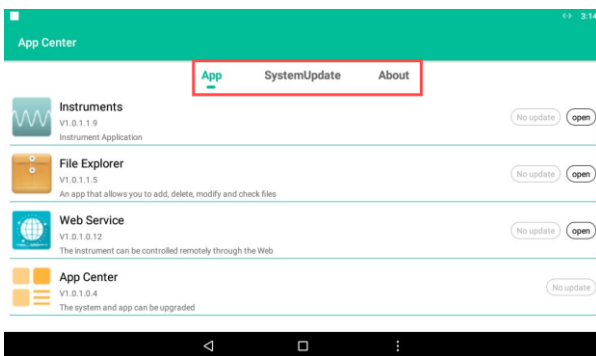 3:14
App Center
App SystemUpdate About
Instruments
V1.0.1.1.9
Instrument Application
No update open
File Explorer
V1.0.1.1.5
An app that allows you to add, delete, modify and check files
No update open
Web Service
V1.0.1.0.12
The instrument can be controlled remotely through the Web
No update open
App Center
V1.0.1.0.4
The system and app can be upgraded
No update